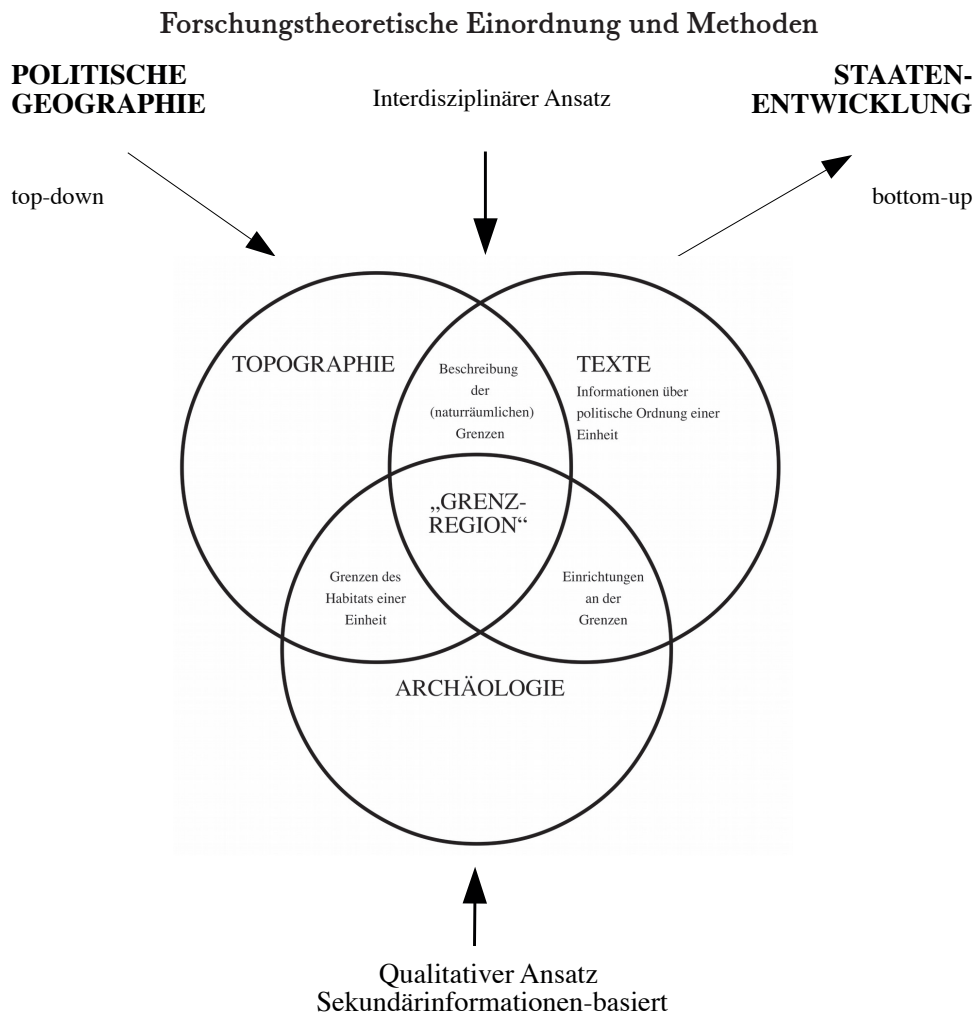 Forschungstheoretische Einordnung und Methoden
POLITISCHE
GEOGRAPHIE
Interdisziplinärer Ansatz
STAATEN-
ENTWICKLUNG
top-down
bottom-up
TOPOGRAPHIE
Beschreibung
der
(naturräumlichen)
Grenzen
TEXTE
Informationen über
politische Ordnung einer
Einheit
„GRENZ-
REGION“
Grenzen des
Habitats einer
Einheit
Einrichtungen
an der
Grenzen
ARCHÄOLOGIE
Qualitativer Ansatz
Sekundärinformationen-basiert